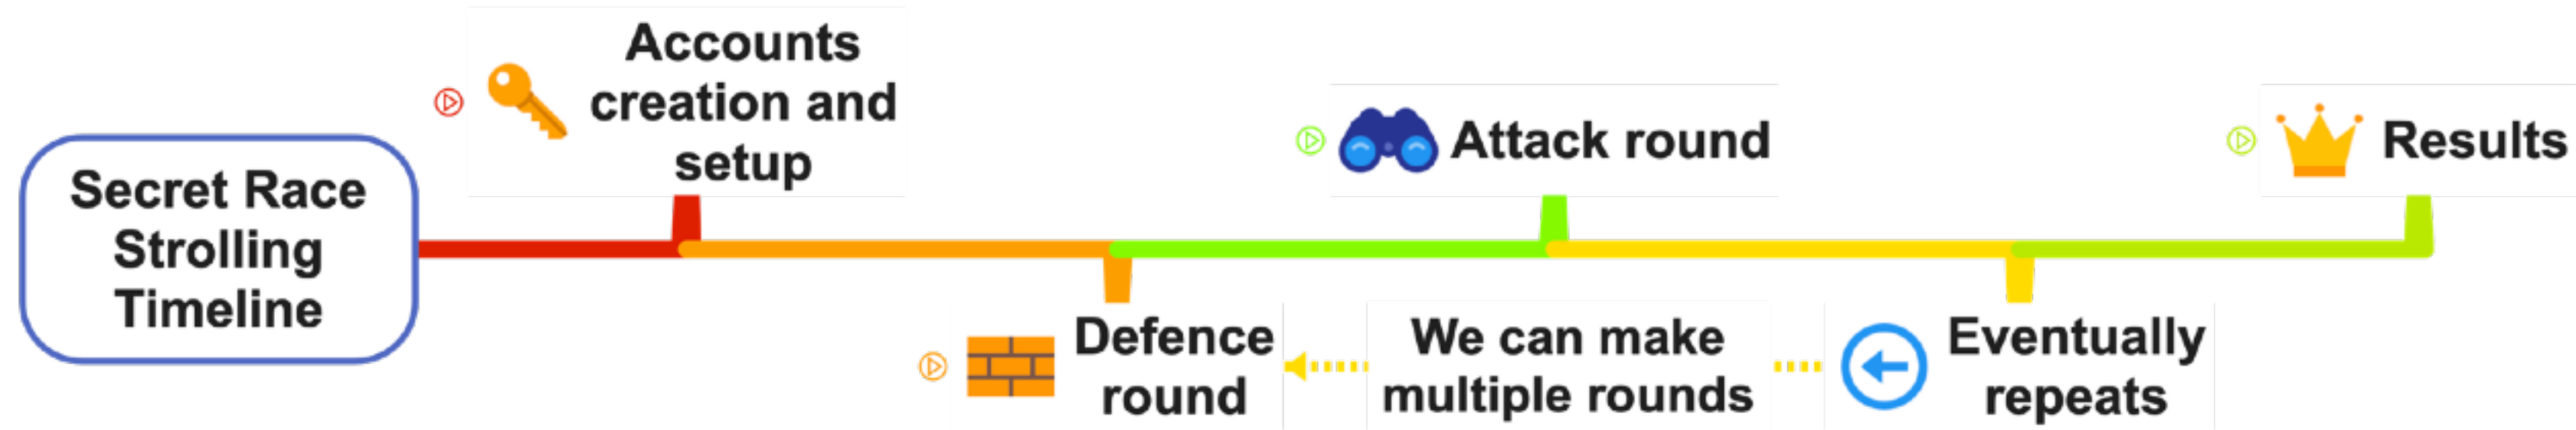 Secret Race
Strolling
Timeline
Accounts
creation and
setup
Defence
round
Attack round
We can make
multiple rounds
Eventually
repeats
Results